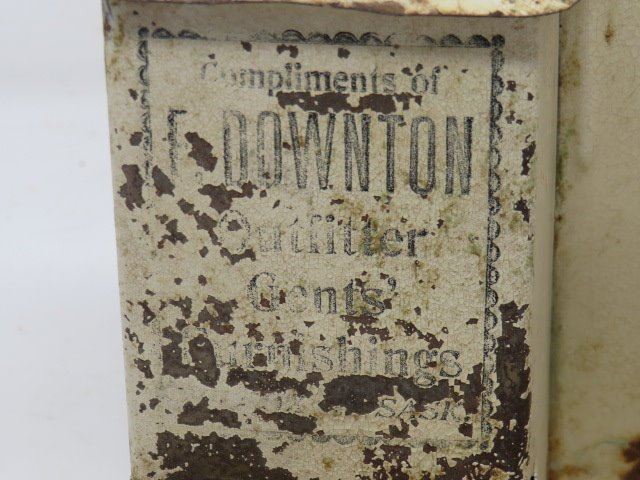 Compliments of
F. DOWNTON
Outfitter
Gents'
Furnishings
SASK